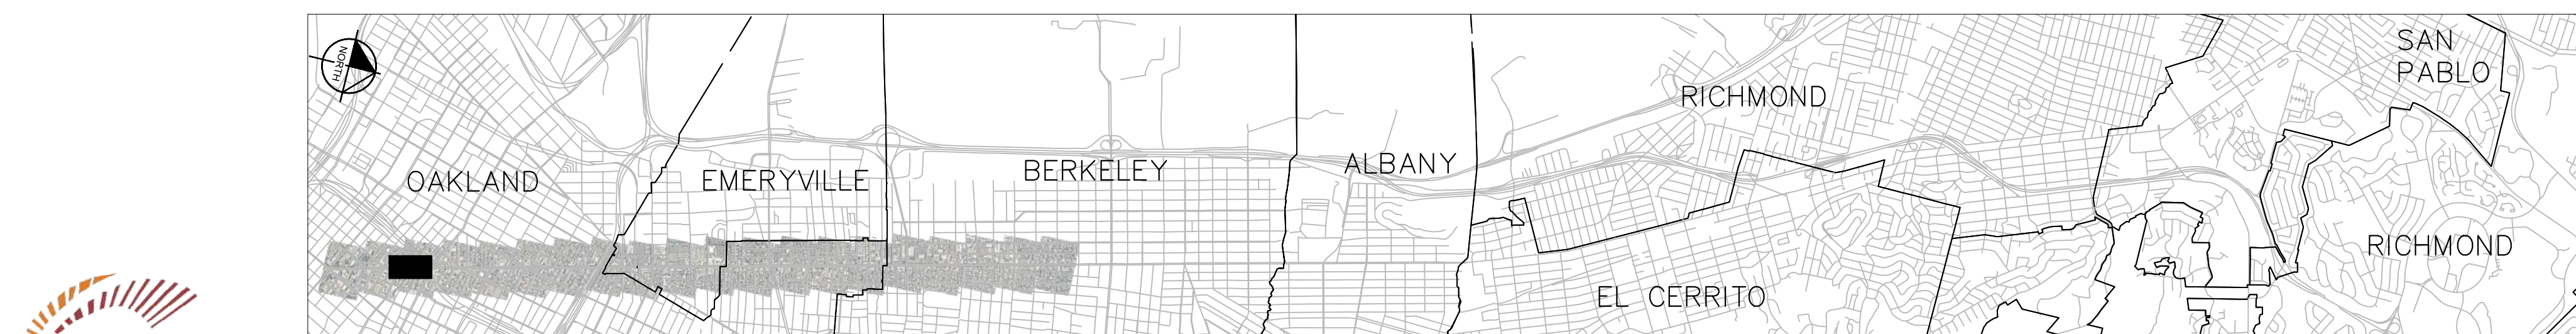 NORTH
SAN
PABLO
RICHMOND
OAKLAND
EMERYVILLE
BERKELEY
ALBANY
RICHMOND
EL CERRITO